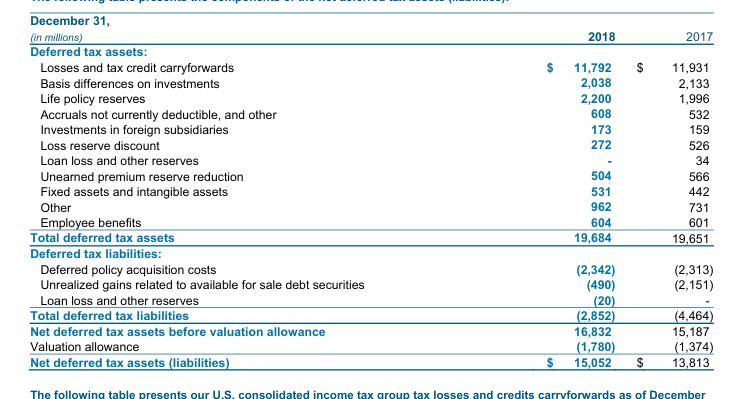 The following table presents the components of the net deferred tax assets (liabilities):
December 31,
(in millions) 2018 2017
Deferred tax assets:
Losses and tax credit carryforwards $ 11,792 $ 11,931
Basis differences on investments 2,038 2,133
Life policy reserves 2,200 1,996
Accruals not currently deductible, and other 608 532
Investments in foreign subsidiaries 173 159
Loss reserve discount 272 526
Loan loss and other reserves - 34
Unearned premium reserve reduction 504 566
Fixed assets and intangible assets 531 442
Other 962 731
Employee benefits 604 601
Total deferred tax assets 19,684 19,651
Deferred tax liabilities:
Deferred policy acquisition costs (2,342) (2,313)
Unrealized gains related to available for sale debt securities (490) (2,151)
Loan loss and other reserves (20) -
Total deferred tax liabilities (2,852) (4,464)
Net deferred tax assets before valuation allowance 16,832 15,187
Valuation allowance (1,780) (1,374)
Net deferred tax assets (liabilities) $ 15,052 $ 13,813
The following table presents our U.S. consolidated income tax group tax losses and credits carryforwards as of December